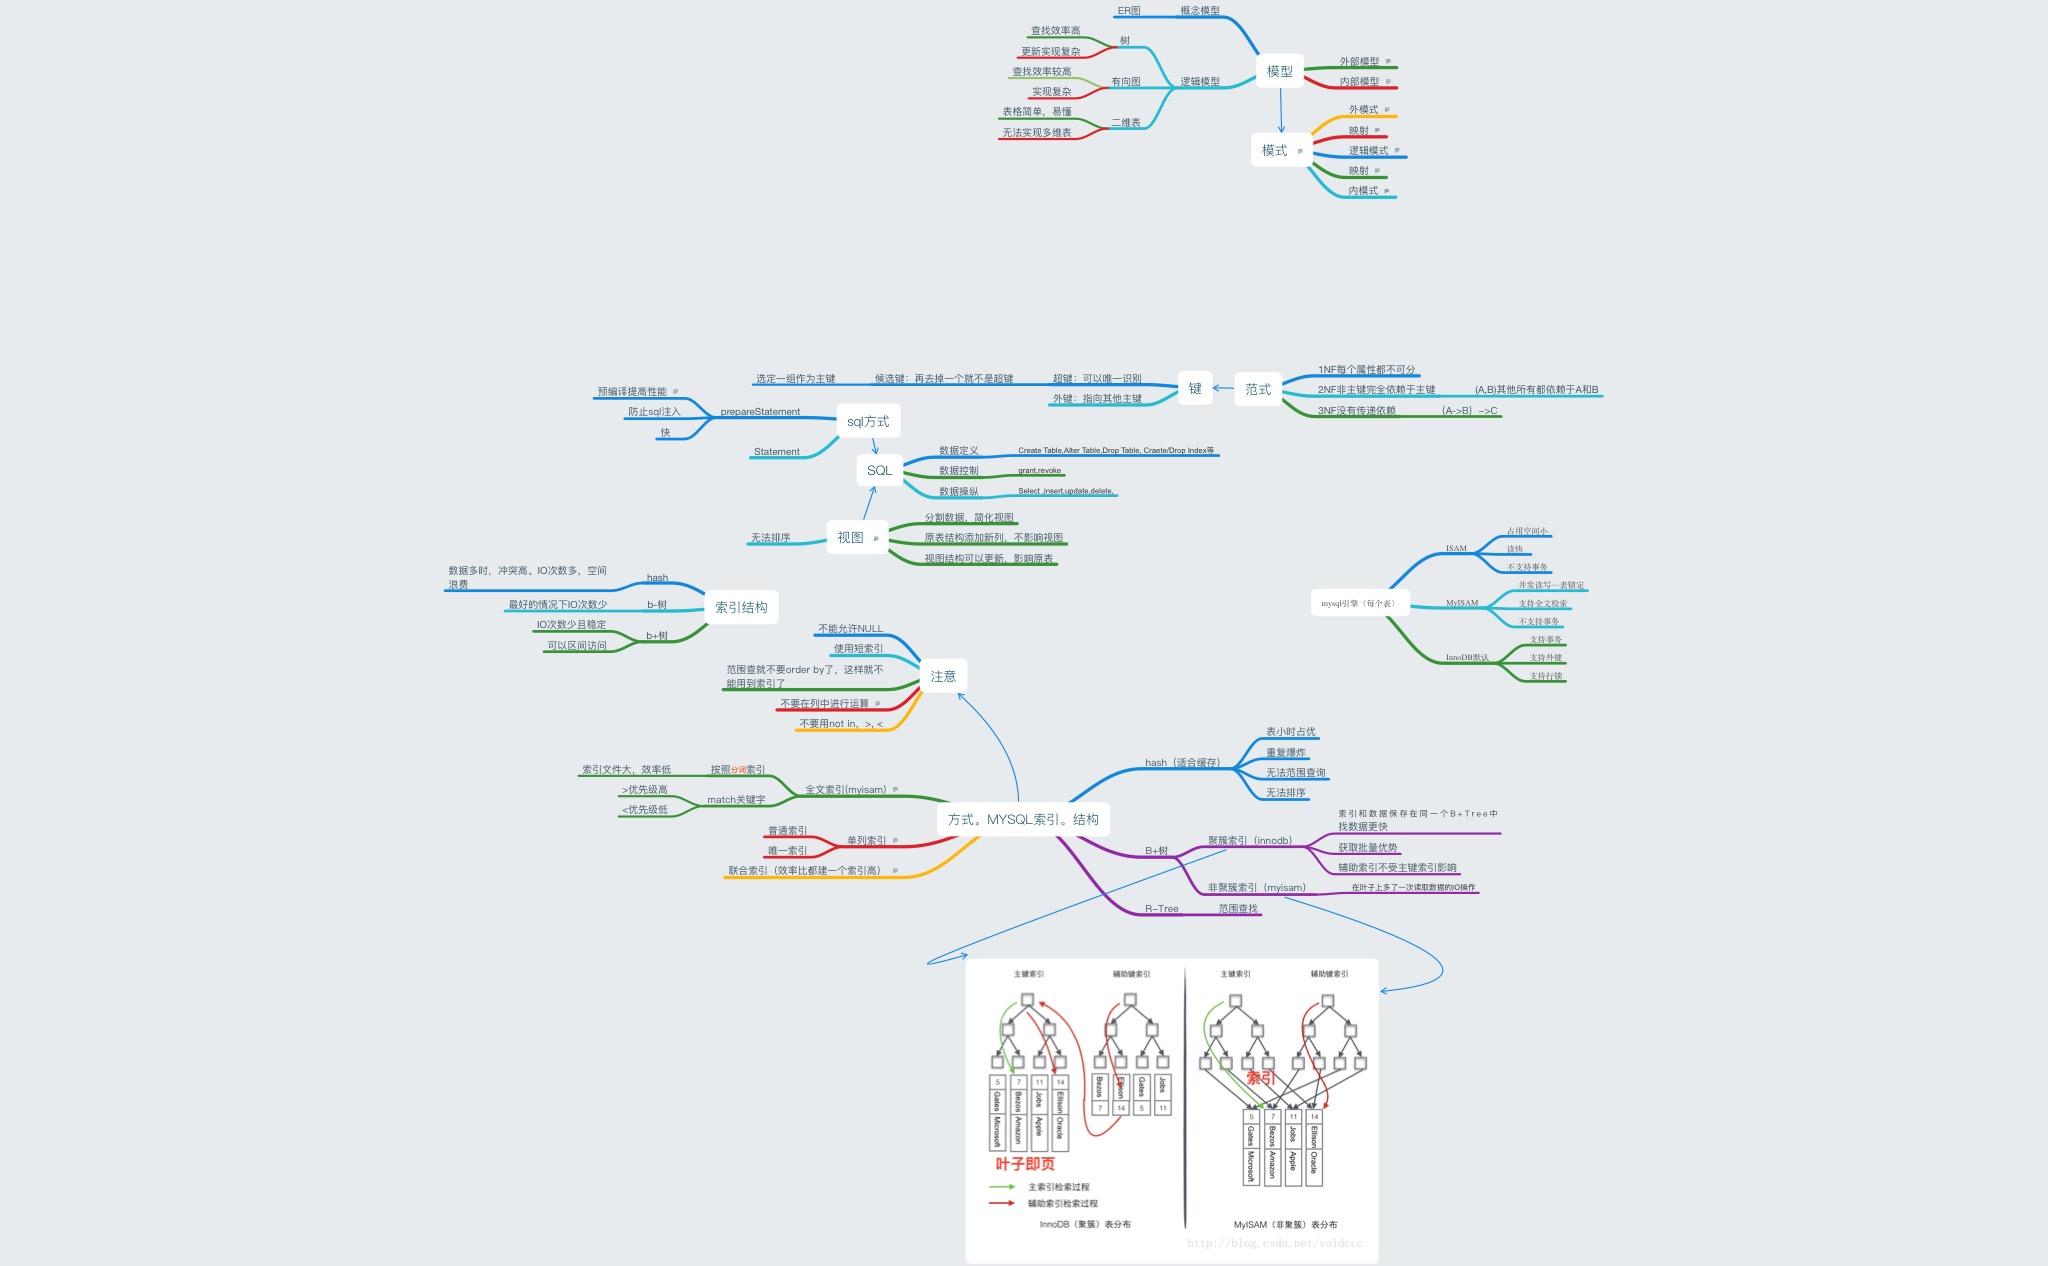 ER图
概念模型
查找效率高
树
更新实现复杂
查找效率较高
有向图
逻辑模型
实现复杂
表格简单，易懂
二维表
无法实现多维表
模型
外部模型
内部模型
模式
外模式
映射
逻辑模式
映射
内模式
选定一组作为主键
候选键：再去掉一个就不是超键
超键：可以唯一识别
外键：指向其他主键
键
范式
1NF每个属性都不可分
2NF非主键完全依赖于主键
(A,B)其他所有都依赖于A和B
3NF没有传递依赖
（A->B）->C
预编译提高性能
防止sql注入
prepareStatement
快
Statement
sql方式
SQL
数据定义
Create Table,Alter Table,Drop Table, Craete/Drop Index等
数据控制
grant,revoke
数据操纵
Select ,insert,update,delete,
无法排序
视图
分割数据，简化视图
原表结构添加新列，不影响视图
视图结构可以更新，影响原表
数据多时，冲突高。IO次数多，空间
浪费
hash
最好的情况下IO次数少
b-树
IO次数少且稳定
b+树
可以区间访问
索引结构
mysql引擎（每个表）
ISAM
占用空间小
读快
不支持事务
MyISAM
并发读写—表锁定
支持全文检索
不支持事务
InnoDB默认
支持事务
支持外键
支持行锁
不能允许NULL
使用短索引
范围查就不要order by了，这样就不
能用到索引了
不要在列中进行运算
不要用not in，>, <
注意
索引文件大，效率低
按照分词索引
>优先级高
match关键字
<优先级低
全文索引(myisam)
普通索引
唯一索引
单列索引
联合索引（效率比都建一个索引高）
方式。MYSQL索引。结构
hash（适合缓存）
表小时占优
重复爆炸
无法范围查询
无法排序
B+树
聚簇索引（innodb）
索引和数据保存在同一个B+Tree中
找数据更快
获取批量优势
辅助索引不受主键索引影响
非聚簇索引（myisam）
在叶子上多了一次读取数据的IO操作
R-Tree
范围查找
主键索引
辅助键索引
主键索引
辅助键索引
5
7
11
14
Gates
Bezos
Jobs
Ellison
Microsoft
Amazon
Apple
Oracle
Bezos
Ellison
Gates
Jobs
7
14
5
11
索引
5
7
11
14
Gates
Bezos
Jobs
Ellison
Microsoft
Amazon
Apple
Oracle
叶子即页
主索引检索过程
辅助索引检索过程
InnoDB（聚簇）表分布
MyISAM（非聚簇）表分布
http://blog.csdn.net/voidccc